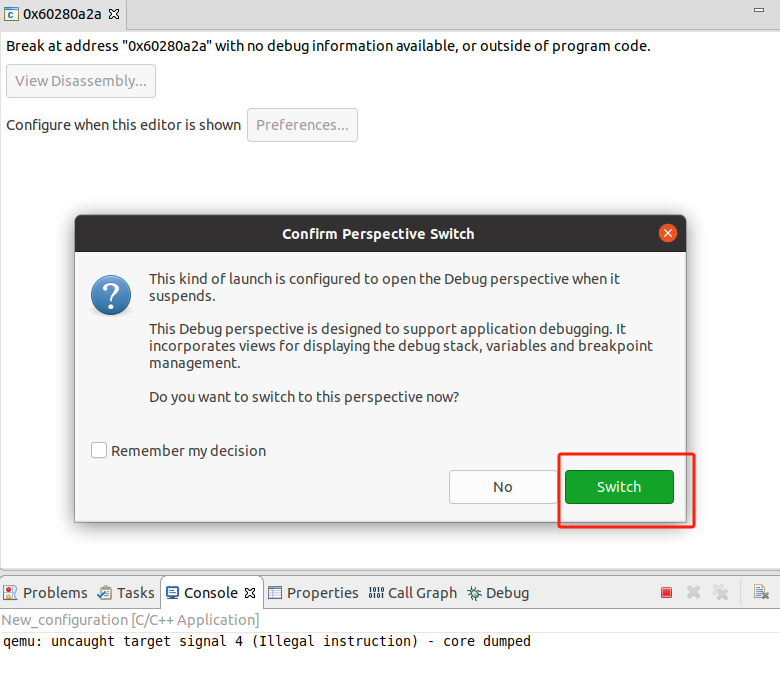 0x60280a2a
Break at address "0x60280a2a" with no debug information available, or outside of program code.
View Disassembly...
Configure when this editor is shown Preferences...
Confirm Perspective Switch
This kind of launch is configured to open the Debug perspective when it
suspends.
This Debug perspective is designed to support application debugging. It
incorporates views for displaying the debug stack, variables and breakpoint
management.
Do you want to switch to this perspective now?
Remember my decision
No Switch
Problems Tasks Console Properties Call Graph Debug
New_configuration [C/C++ Application]
qemu: uncaught target signal 4 (Illegal instruction) - core dumped